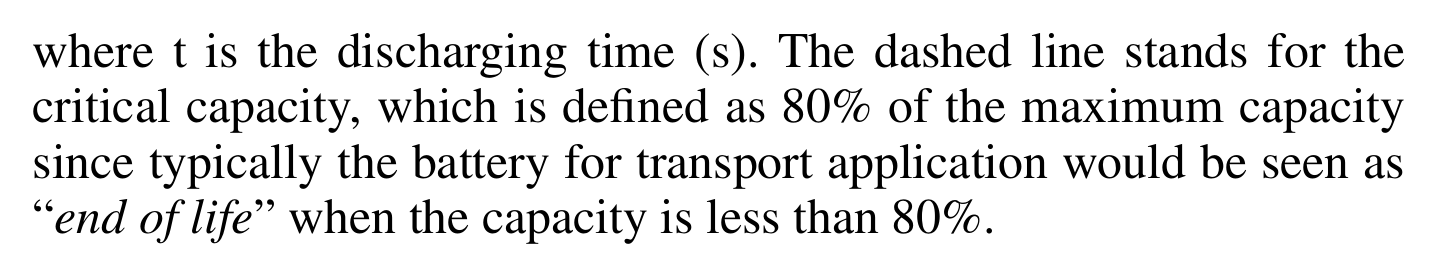 where t is the discharging time (s). The dashed line stands for the
critical capacity, which is defined as 80% of the maximum capacity
since typically the battery for transport application would be seen as
“end of life” when the capacity is less than 80%.